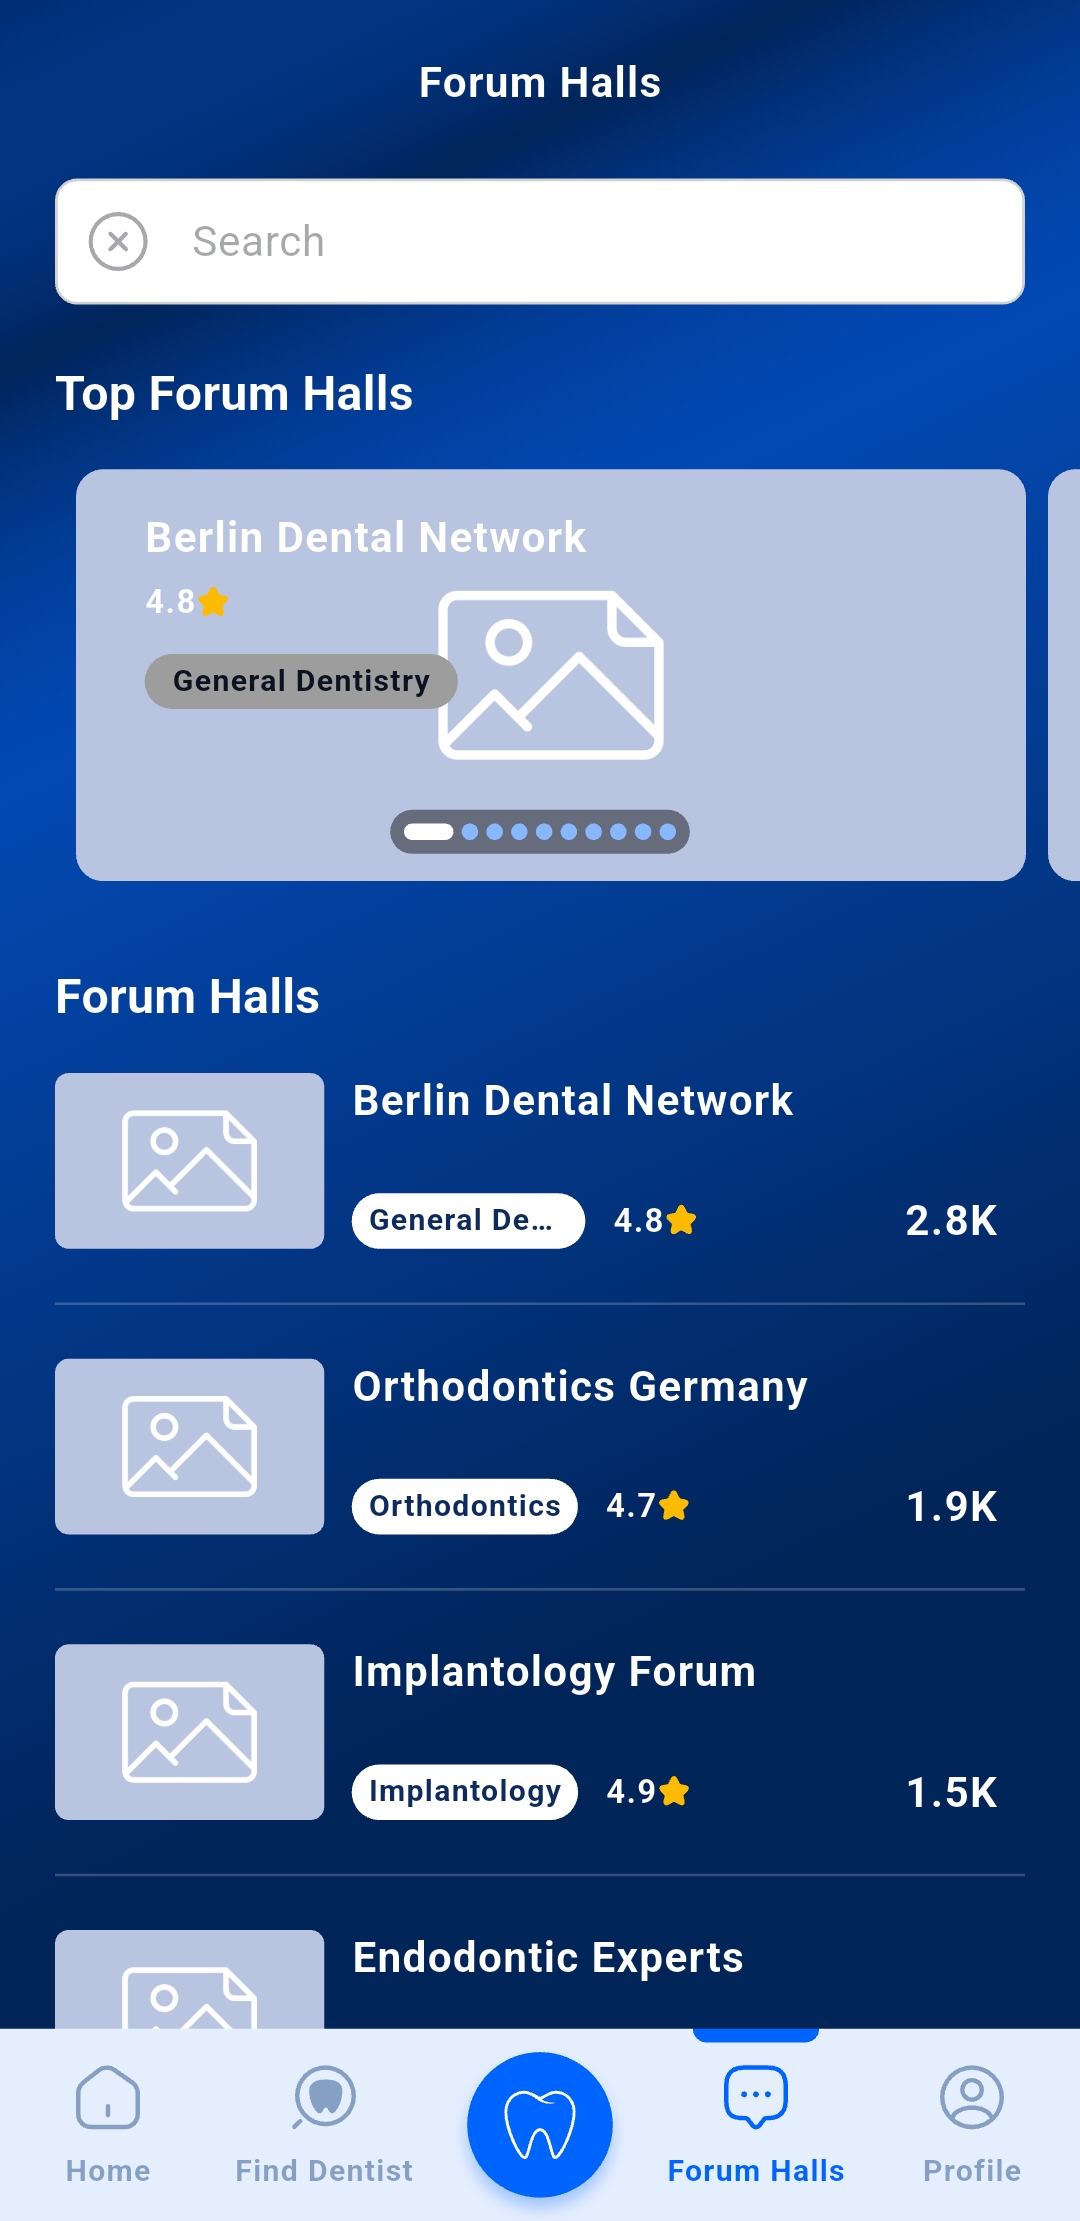 Forum Halls
Search
Top Forum Halls
Berlin Dental Network
4.8
General Dentistry
Forum Halls
Berlin Dental Network
General De... 4.8 2.8K
Orthodontics Germany
Orthodontics 4.7 1.9K
Implantology Forum
Implantology 4.9 1.5K
Endodontic Experts
Home Find Dentist Forum Halls Profile